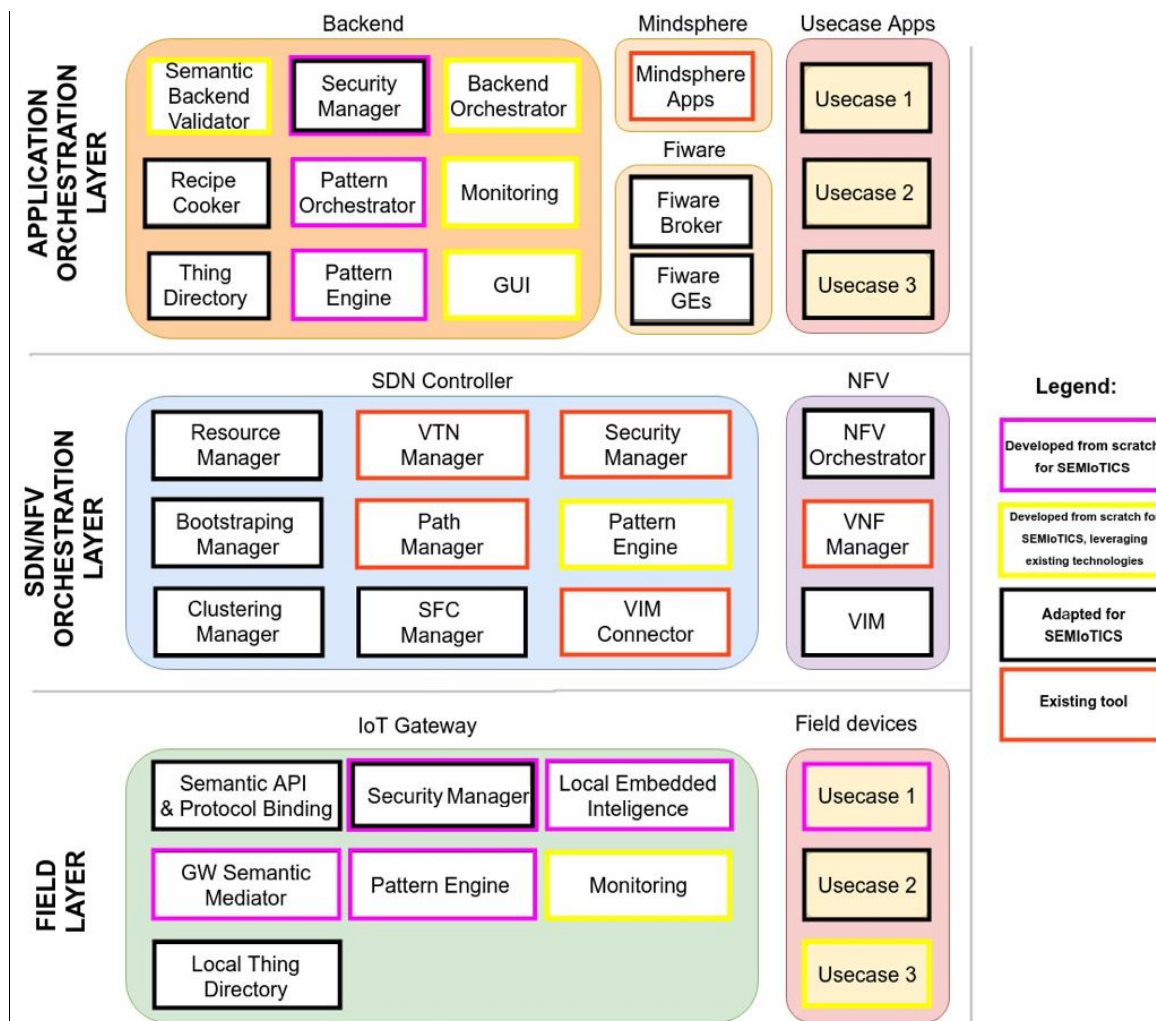 Backend
Mindsphere
Usecase Apps
APPLICATION
ORCHESTRATION
LAYER
Semantic
Backend
Validator
Security
Manager
Backend
Orchestrator
Recipe
Cooker
Pattern
Orchestrator
Monitoring
Thing
Directory
Pattern
Engine
GUI
Mindsphere
Apps
Fiware
Fiware
Broker
Fiware
GEs
Usecase 1
Usecase 2
Usecase 3
SDN/NFV
ORCHESTRATION
LAYER
SDN Controller
NFV
Resource
Manager
VTN
Manager
Security
Manager
Bootstraping
Manager
Path
Manager
Pattern
Engine
Clustering
Manager
SFC
Manager
VIM
Connector
NFV
Orchestrator
VNF
Manager
VIM
FIELD
LAYER
IoT Gateway
Field devices
Semantic API
& Protocol Binding
Security Manager
Local Embedded
Inteligence
GW Semantic
Mediator
Pattern Engine
Monitoring
Local Thing
Directory
Usecase 1
Usecase 2
Usecase 3
Legend:
Developed from scratch
for SEMIoTICS
Developed from scratch for
SEMIoTICS, leveraging
existing technologies
Adapted for
SEMIoTICS
Existing tool